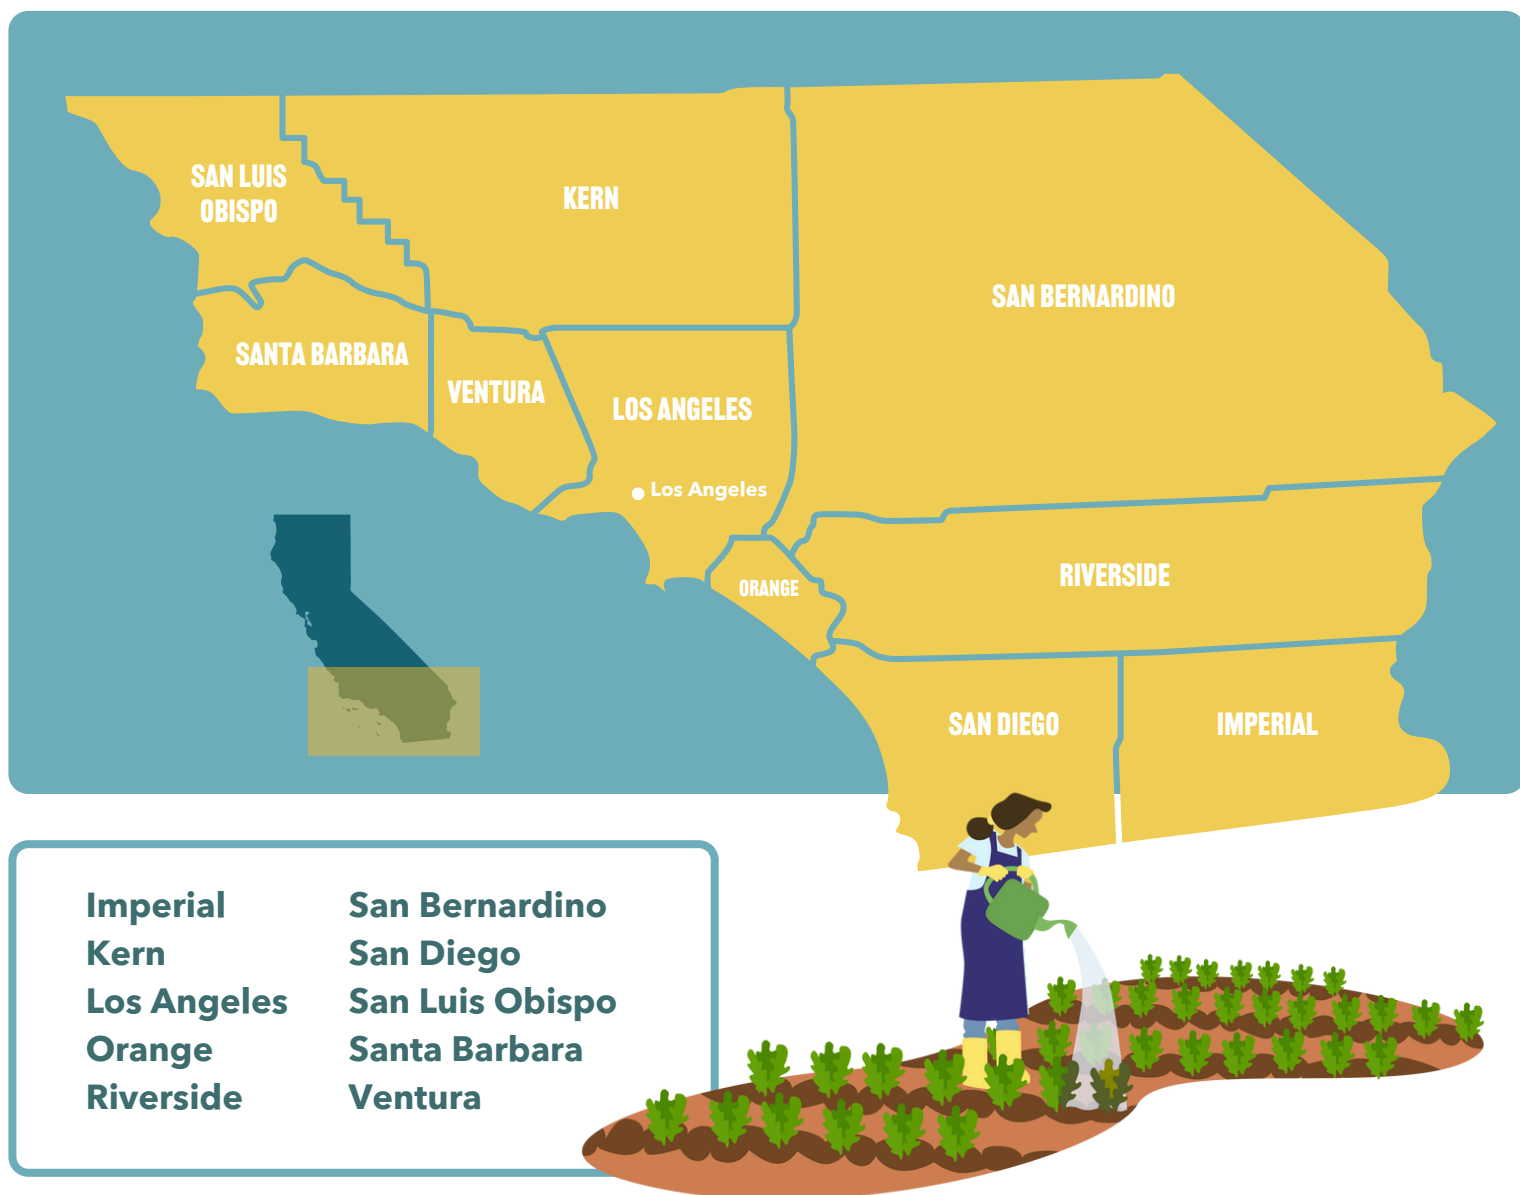 SAN LUIS
OBISPO
KERN
SAN BERNARDINO
SANTA BARBARA
VENTURA
LOS ANGELES
Los Angeles
ORANGE
RIVERSIDE
SAN DIEGO
IMPERIAL
Imperial
Kern
Los Angeles
Orange
Riverside
San Bernardino
San Diego
San Luis Obispo
Santa Barbara
Ventura